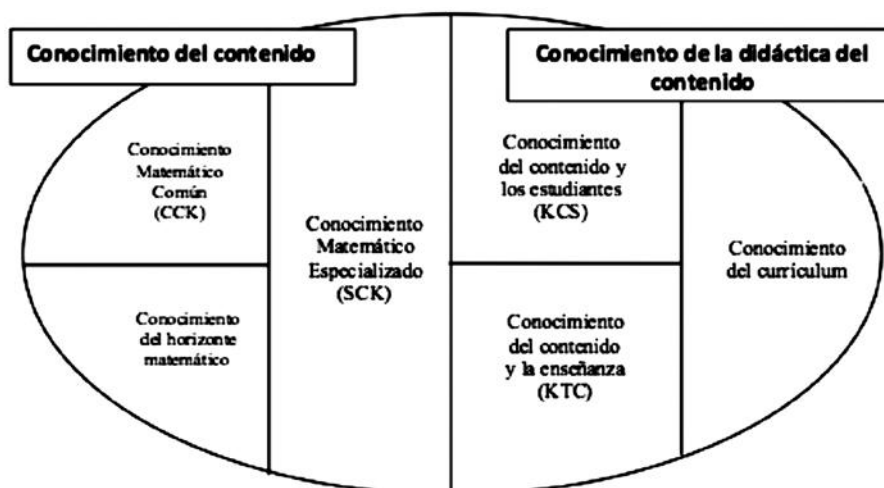 Conocimiento del contenido
Conocimiento de la didáctica del
contenido
Conocimiento
Matemático
Común
(CCK)
Conocimiento
del horizonte
matemático
Conocimiento
Matemático
Especializado
(SCK)
Conocimiento
del contenido y
los estudiantes
(KCS)
Conocimiento
del contenido
y la enseñanza
(KTC)
Conocimiento
del currículum